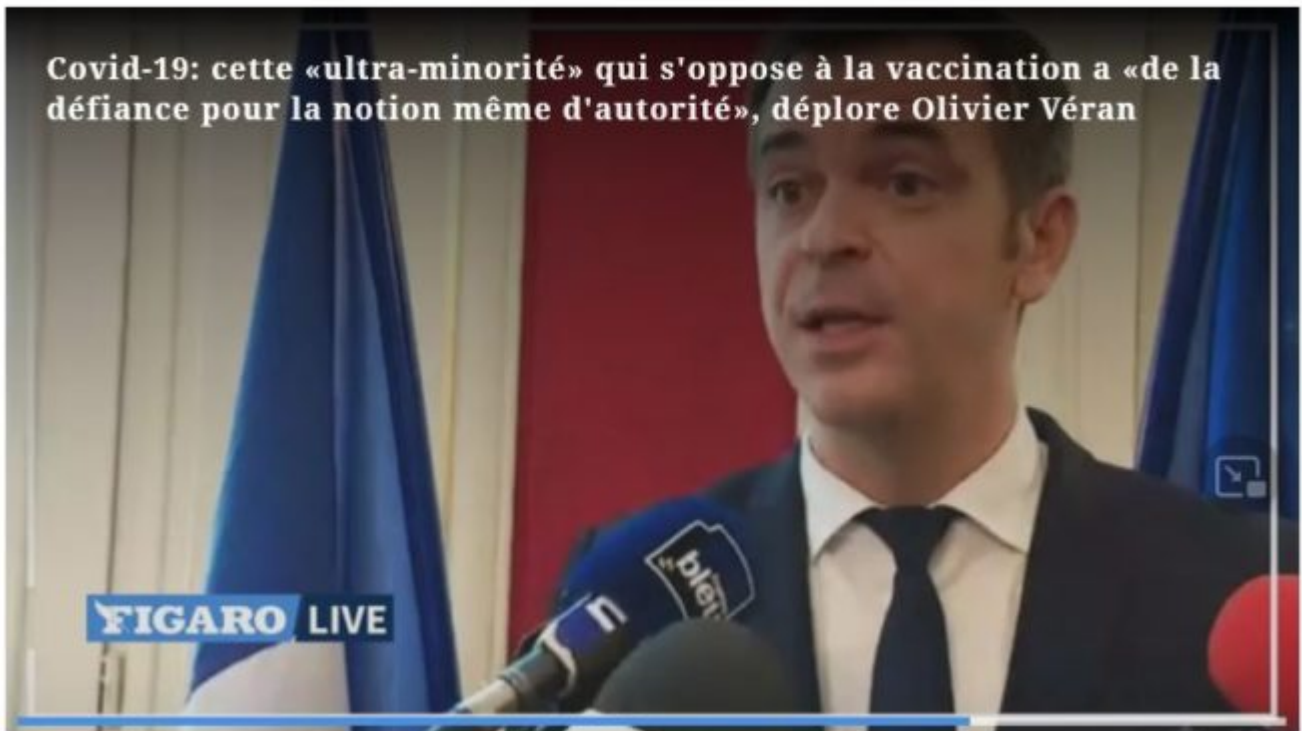 Covid-19: cette «ultra-minorité» qui s'oppose à la vaccination a «de la
défiance pour la notion même d'autorité», déplore Olivier Véran
bleu
FIGARO LIVE